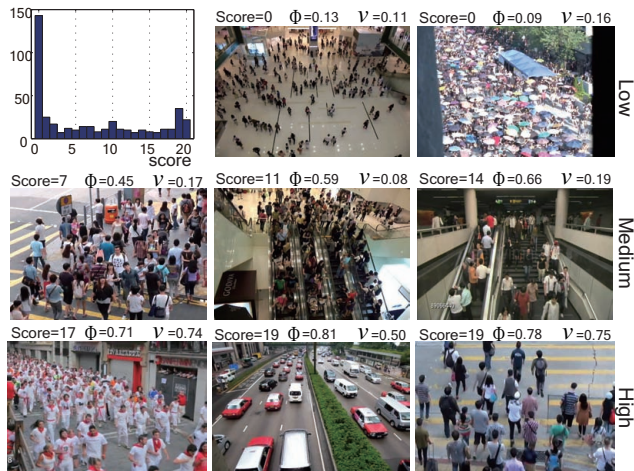 150
100
50
0
0 5 10 15 20
score
Score=0 Φ=0.13 v=0.11
Score=0 Φ=0.09 v=0.16
Low
Score=7 Φ=0.45 v=0.17
Score=11 Φ=0.59 v=0.08
Score=14 Φ=0.66 v=0.19
Medium
Score=17 Φ=0.71 v=0.74
Score=19 Φ=0.81 v=0.50
Score=19 Φ=0.78 v=0.75
High